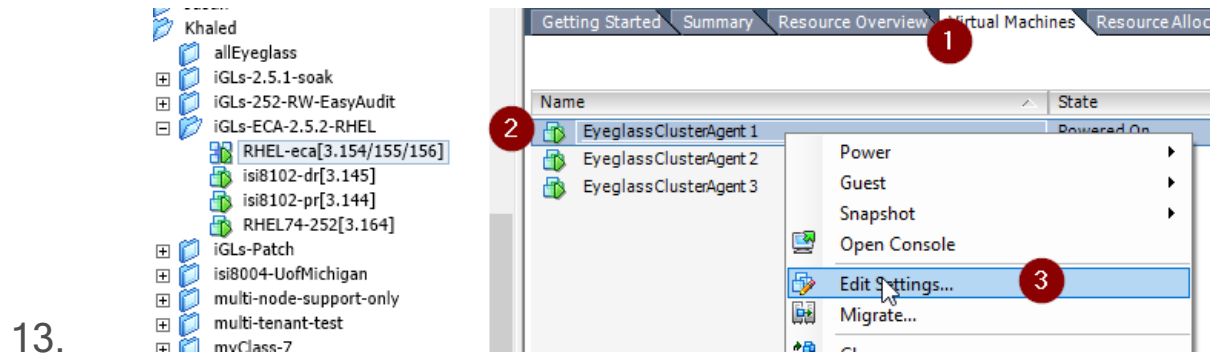 Khaled
allEyeglass
iGLs-2.5.1-soak
iGLs-252-RW-EasyAudit
iGLs-ECA-2.5.2-RHEL
RHEL-eca[3.154/155/156]
isi8102-dr[3.145]
isi8102-pr[3.144]
RHEL74-252[3.164]
iGLs-Patch
isi8004-UofMichigan
multi-node-support-only
multi-tenant-test
myClass-7
13.
Getting Started Summary Resource Overview Virtual Machines Resource Alloc
1
Name State
2 EyeglassClusterAgent 1 Powered On
EyeglassClusterAgent 2
EyeglassClusterAgent 3
Power
Guest
Snapshot
Open Console
Edit Settings... 3
Migrate...